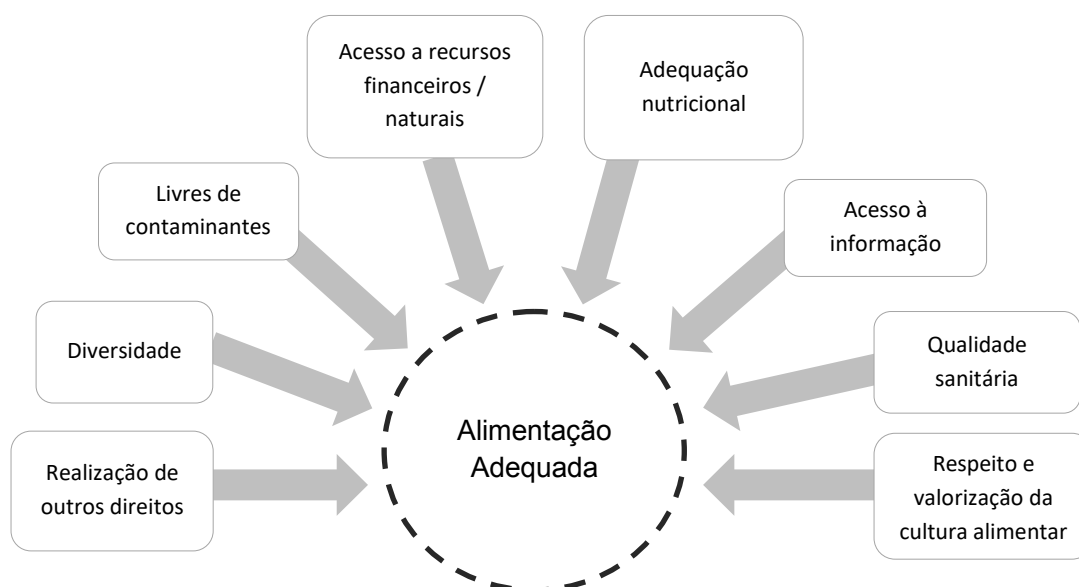 Acesso a recursos
financeiros /
naturais
Adequação
nutricional
Livres de
contaminantes
Acesso à
informação
Diversidade
Qualidade
sanitária
Alimentação
Adequada
Realização de
outros direitos
Respeito e
valorização da
cultura alimentar